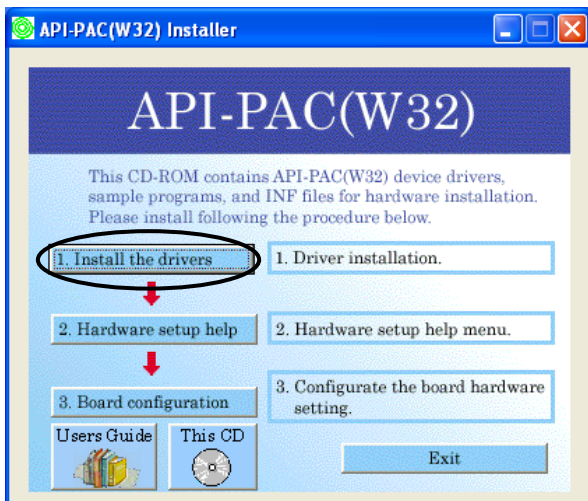 API-PAC(W32) Installer
API-PAC(W32)
This CD-ROM contains API-PAC(W32) device drivers,
sample programs, and INF files for hardware installation.
Please install following the procedure below.
1. Install the drivers
1. Driver installation.
2. Hardware setup help
2. Hardware setup help menu.
3. Board configuration
3. Configurate the board hardware
setting.
Users Guide
This CD
Exit